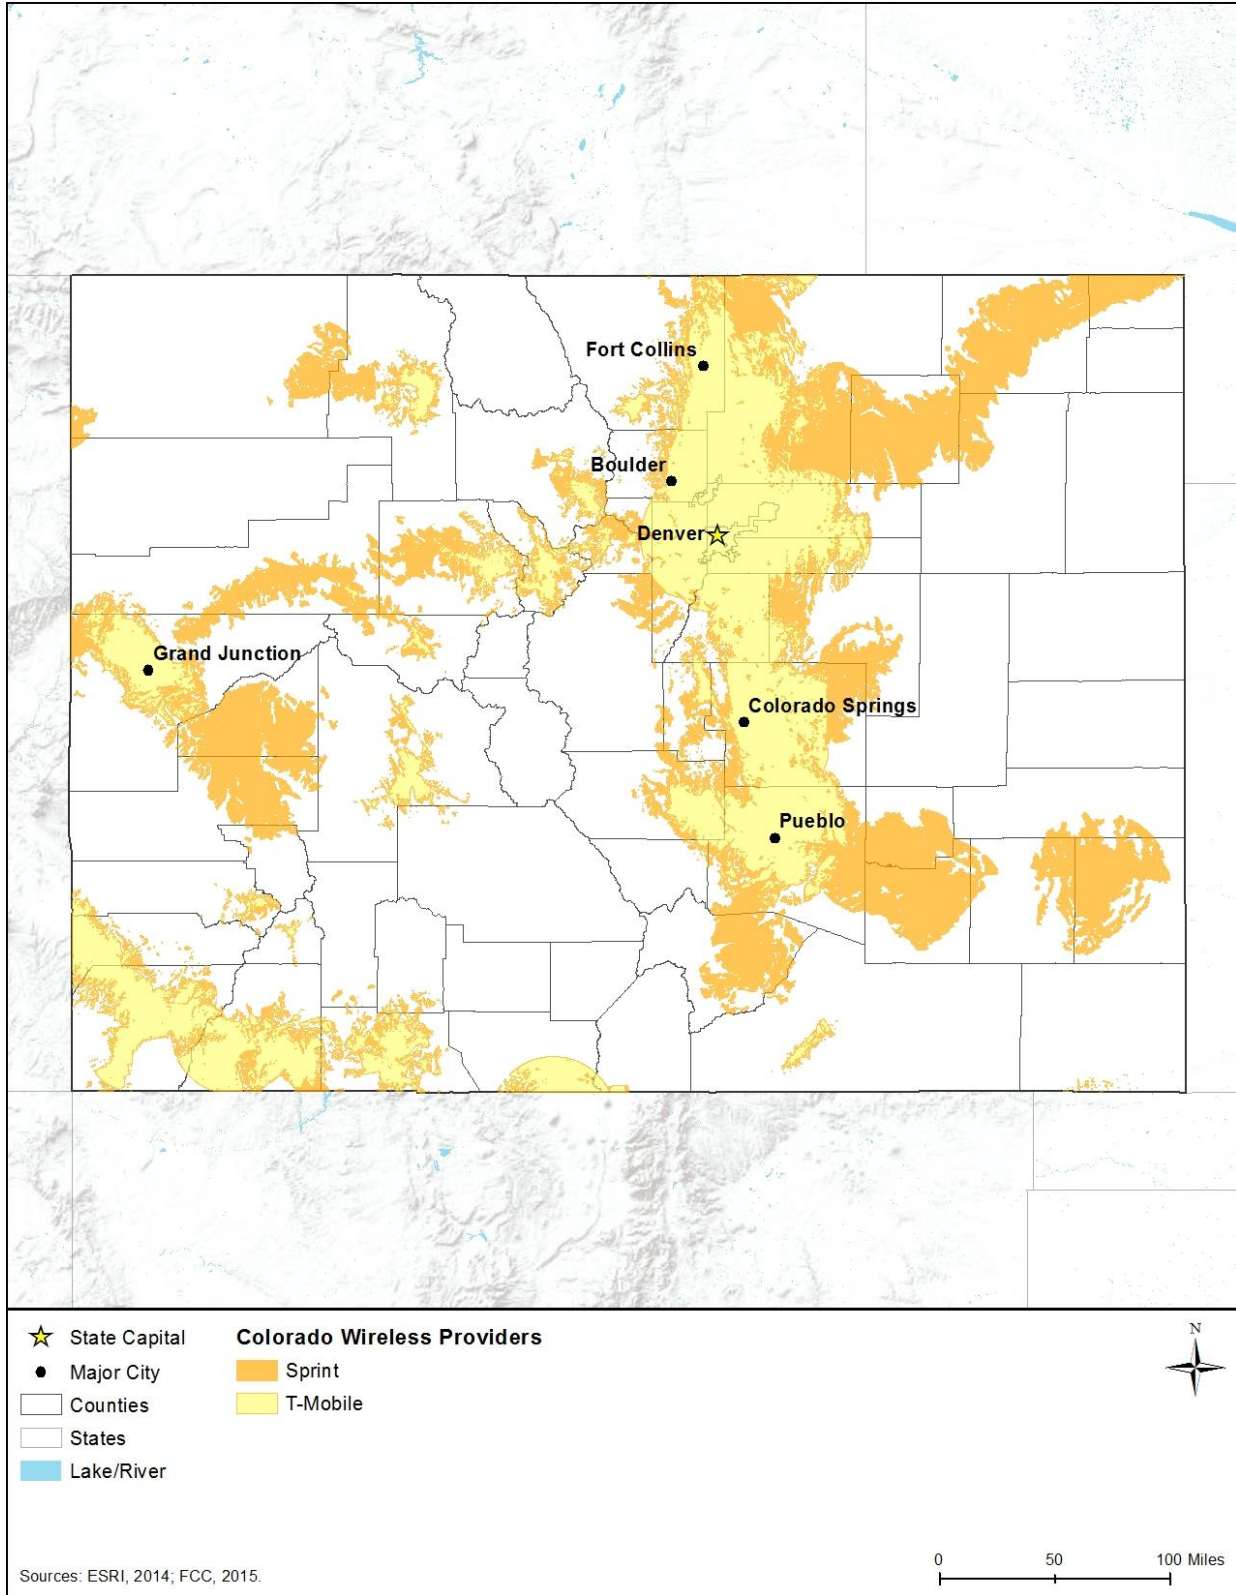 Fort Collins
Boulder
Denver
Grand Junction
Colorado Springs
Pueblo
State Capital
Major City
Counties
States
Lake/River
Colorado Wireless Providers
Sprint
T-Mobile
N
0 50 100 Miles
Sources: ESRI, 2014; FCC, 2015.